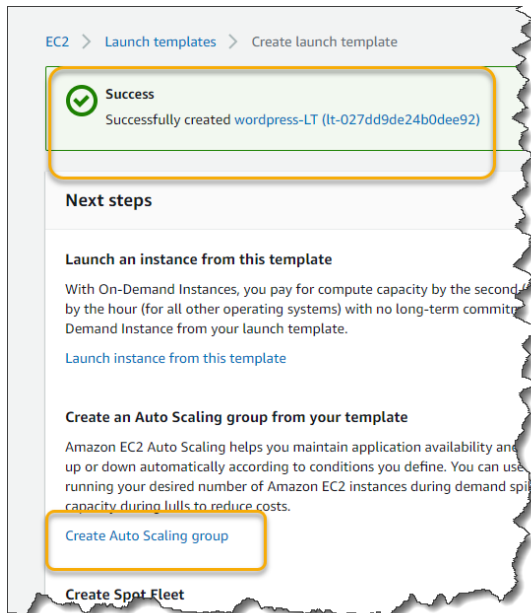 EC2 > Launch templates > Create launch template
Success
Successfully created wordpress-LT (lt-027dd9de24b0dee92)
Next steps
Launch an instance from this template
With On-Demand Instances, you pay for compute capacity by the second
by the hour (for all other operating systems) with no long-term
Demand Instance from your launch template.
Launch instance from this template
Create an Auto Scaling group from your template
Amazon EC2 Auto Scaling helps you maintain application availability and
up or down automatically according to conditions you define. You can use
running your desired number of Amazon EC2 instances during demand
capacity during lulls to reduce costs.
Create Auto Scaling group
Create Spot Fleet